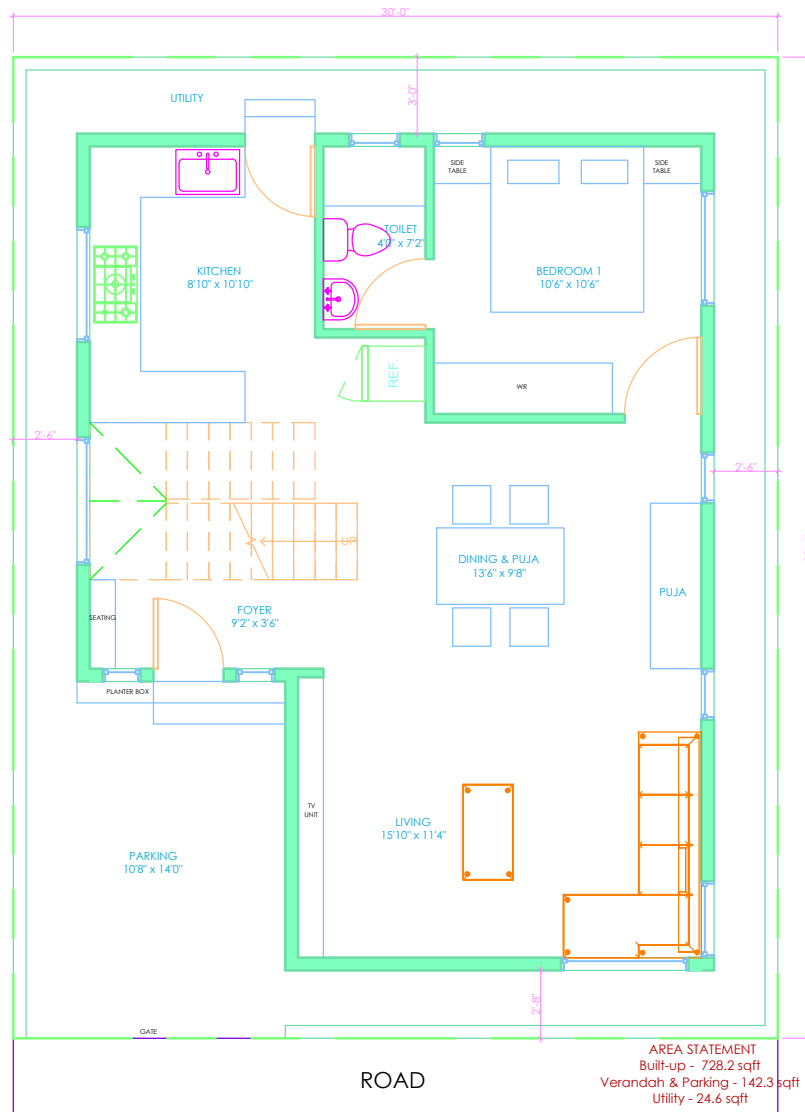 30'-0"
UTILITY
3'-0"
SIDE
TABLE
SIDE
TABLE
TOILET
4'0" x 7'2"
KITCHEN
8'10" x 10'10"
BEDROOM 1
10'6" x 10'6"
REF.
WR
2'-6"
2'-6"
UP
DINING & PUJA
13'6" x 9'8"
PUJA
SEATING
FOYER
9'2" x 3'6"
PLANTER BOX
TV
UNIT
LIVING
15'10" x 11'4"
PARKING
10'8" x 14'0"
2'-8"
GATE
ROAD
AREA STATEMENT
Built-up - 728.2 sqft
Verandah & Parking - 142.3 sqft
Utility - 24.6 sqft